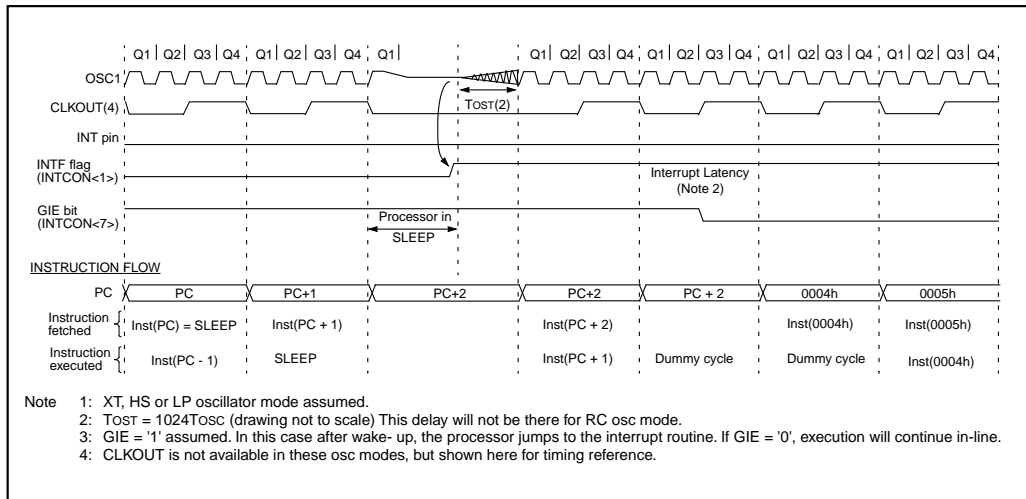 Q1 Q2 Q3 Q4 Q1 Q2 Q3 Q4 Q1 Q1 Q2 Q3 Q4 Q1 Q2 Q3 Q4 Q1 Q2 Q3 Q4 Q1 Q2 Q3 Q4
OSC1
CLKOUT(4)
TOST(2)
INT pin
INTF flag
(INTCON<1>)
Interrupt Latency
(Note 2)
GIE bit
(INTCON<7>)
Processor in
SLEEP
INSTRUCTION FLOW
PC PC PC+1 PC+2 PC+2 PC + 2 0004h 0005h
Instruction
fetched
Inst(PC) = SLEEP Inst(PC + 1) Inst(PC + 2) Inst(0004h) Inst(0005h)
Instruction
executed
Inst(PC - 1) SLEEP Inst(PC + 1) Dummy cycle Dummy cycle Inst(0004h)
Note 1: XT, HS or LP oscillator mode assumed.
2: TOST = 1024TOSC (drawing not to scale) This delay will not be there for RC osc mode.
3: GIE = '1' assumed. In this case after wake- up, the processor jumps to the interrupt routine. If GIE = '0', execution will continue in-line.
4: CLKOUT is not available in these osc modes, but shown here for timing reference.